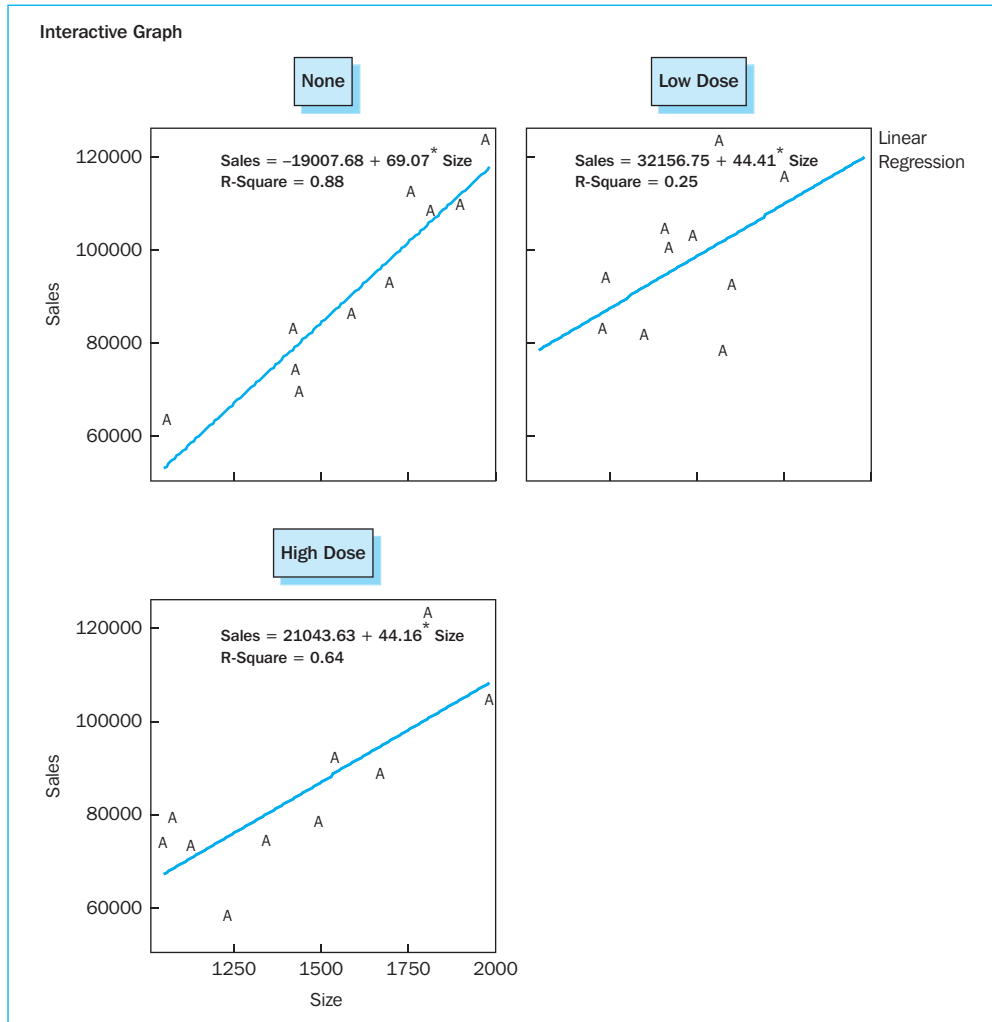 Interactive Graph
None
Low Dose
Sales = –19007.68 + 69.07* Size
R-Square = 0.88
A
A
A
A
A
A
A
A
A
A
120000
100000
80000
60000
Sales
1250
Sales = 32156.75 + 44.41* Size
R-Square = 0.25
A
A
A
A
A
A
A
A
A
A
Linear
Regression
High Dose
Sales = 21043.63 + 44.16* Size
R-Square = 0.64
A
A
A
A
A
A
A
A
A
A
120000
100000
80000
60000
Sales
1250 1500 1750 2000
Size